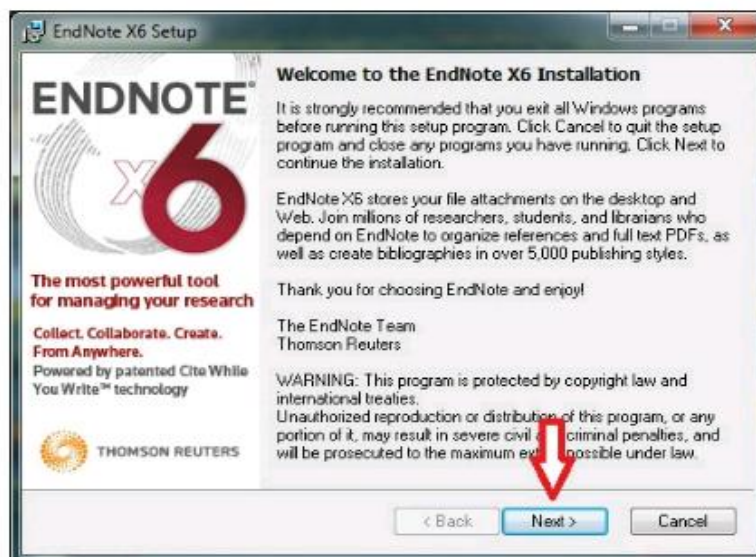 EndNote X6 Setup
ENDNOTE
X6
The most powerful tool
for managing your research
Collect. Collaborate. Create.
From Anywhere.
Powered by patented Cite While
You Write™ technology
THOMSON REUTERS
Welcome to the EndNote X6 Installation
It is strongly recommended that you exit all Windows programs
before running this setup program. Click Cancel to quit the setup
program and close any programs you have running. Click Next to
continue the installation.
EndNote X6 stores your file attachments on the desktop and
Web. Join millions of researchers, students, and librarians who
depend on EndNote to organize references and full text PDFs, as
well as create bibliographies in over 5,000 publishing styles.
Thank you for choosing EndNote and enjoy!
The EndNote Team
Thomson Reuters
WARNING: This program is protected by copyright law and
international treaties.
Unauthorized reproduction or distribution of this program, or any
portion of it, may result in severe civil criminal penalties, and
will be prosecuted to the maximum possible under law.
< Back
Next >
Cancel